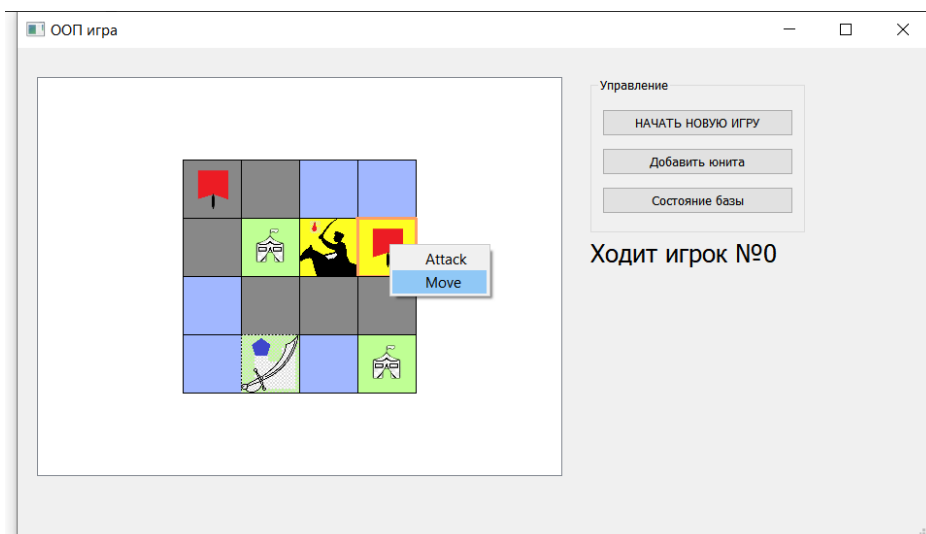 ООП игра
Управление
НАЧАТЬ НОВУЮ ИГРУ
Добавить юнита
Состояние базы
Ходит игрок №0
Attack
Move